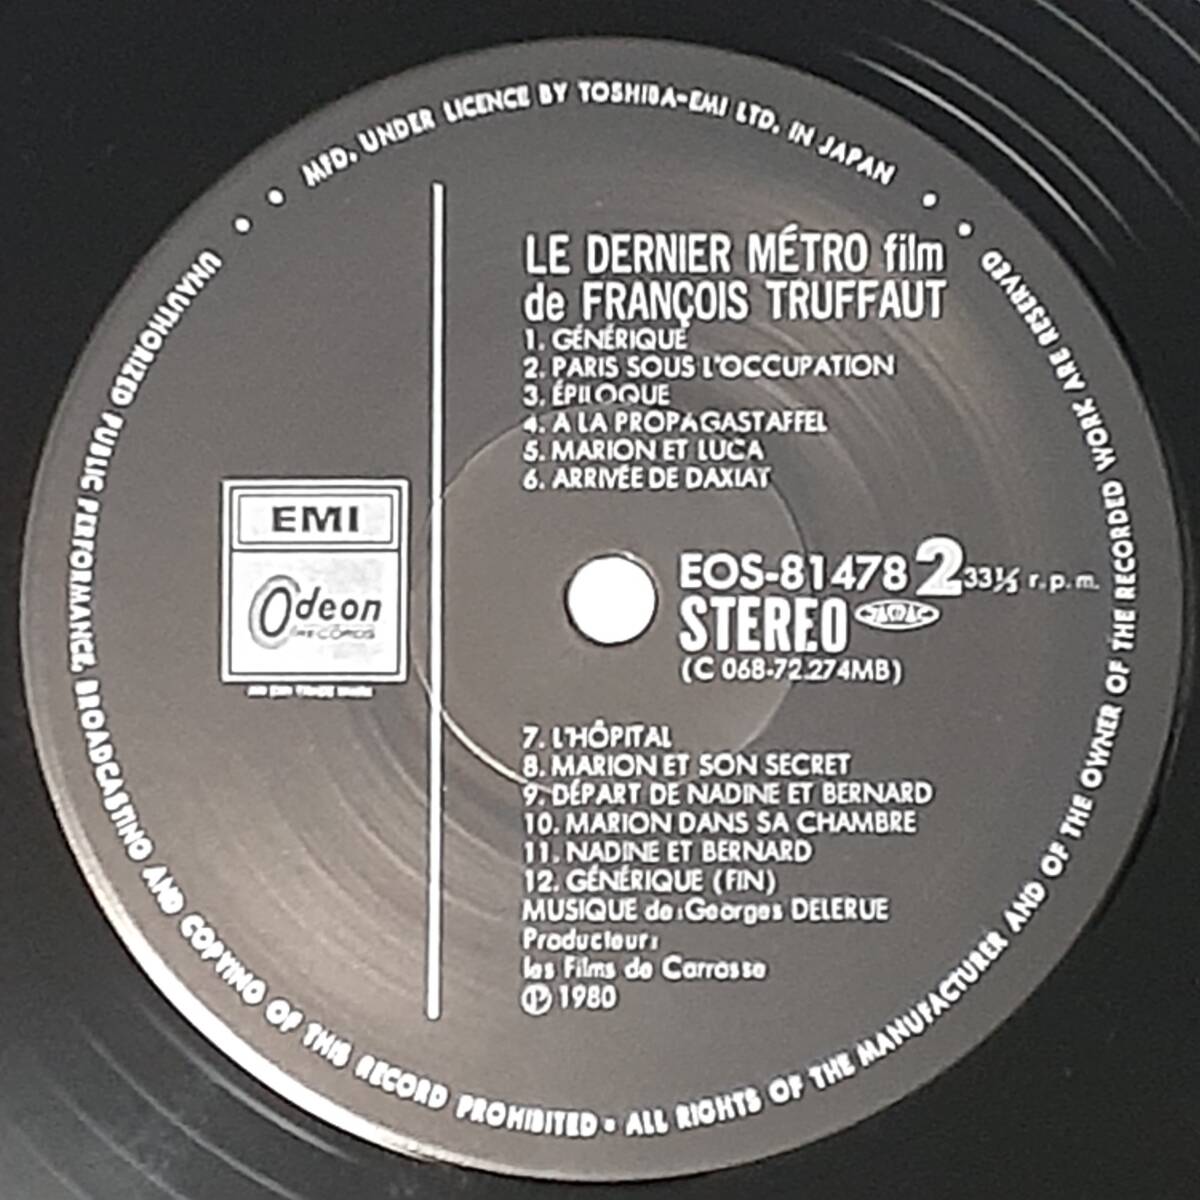 MFD. UNDER LICENCE BY TOSHIBA-EMI LTD. IN JAPAN
LE DERNIER MÉTRO film
de FRANÇOIS TRUFFAUT
1. GÉNÉRIQUE
2. PARIS SOUS L'OCCUPATION
3. ÉPILOQUE
4. A LA PROPAGASTAFFEL
5. MARION ET LUCA
6. ARRIVÉE DE DAXIAT
EMI
Odeon
RECORDS
EOS-81478 2 33⅓ r.p.m.
STEREO
(C 068-72.274MB)
7. L'HÔPITAL
8. MARION ET SON SECRET
9. DÉPART DE NADINE ET BERNARD
10. MARION DANS SA CHAMBRE
11. NADINE ET BERNARD
12. GÉNÉRIQUE (FIN)
MUSIQUE de: Georges DELERUE
Producteur:
les Films de Carrosse
Ⓟ 1980
UNAUTHORIZED PUBLIC PERFORMANCE, BROADCASTING AND COPYING OF THIS RECORD PROHIBITED • ALL RIGHTS OF THE MANUFACTURER AND OF THE OWNER OF THE RECORDED WORK ARE RESERVED